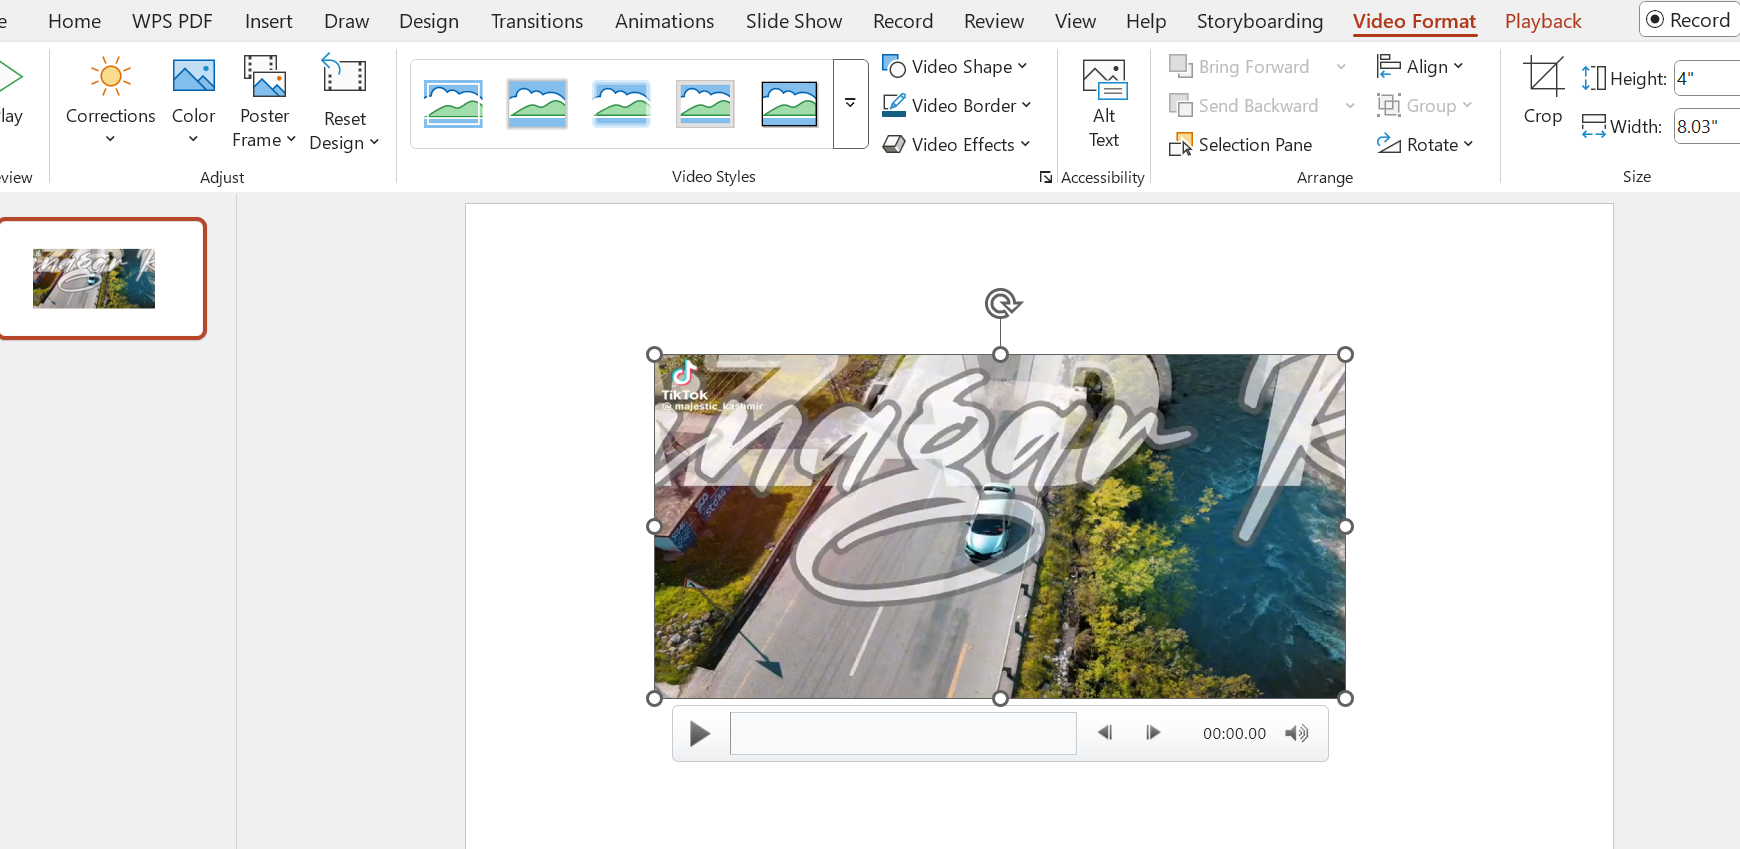 Home WPS PDF Insert Draw Design Transitions Animations Slide Show Record Review View Help Storyboarding Video Format Playback Record
Corrections
Color
Poster
Frame
Reset
Design
Adjust
Video Styles
Video Shape
Video Border
Video Effects
Alt
Text
Accessibility
Bring Forward
Send Backward
Selection Pane
Align
Group
Rotate
Arrange
Crop
Height: 4"
Width: 8.03"
Size
TikTok
@ majestic_kashmir
nagar K
00:00.00